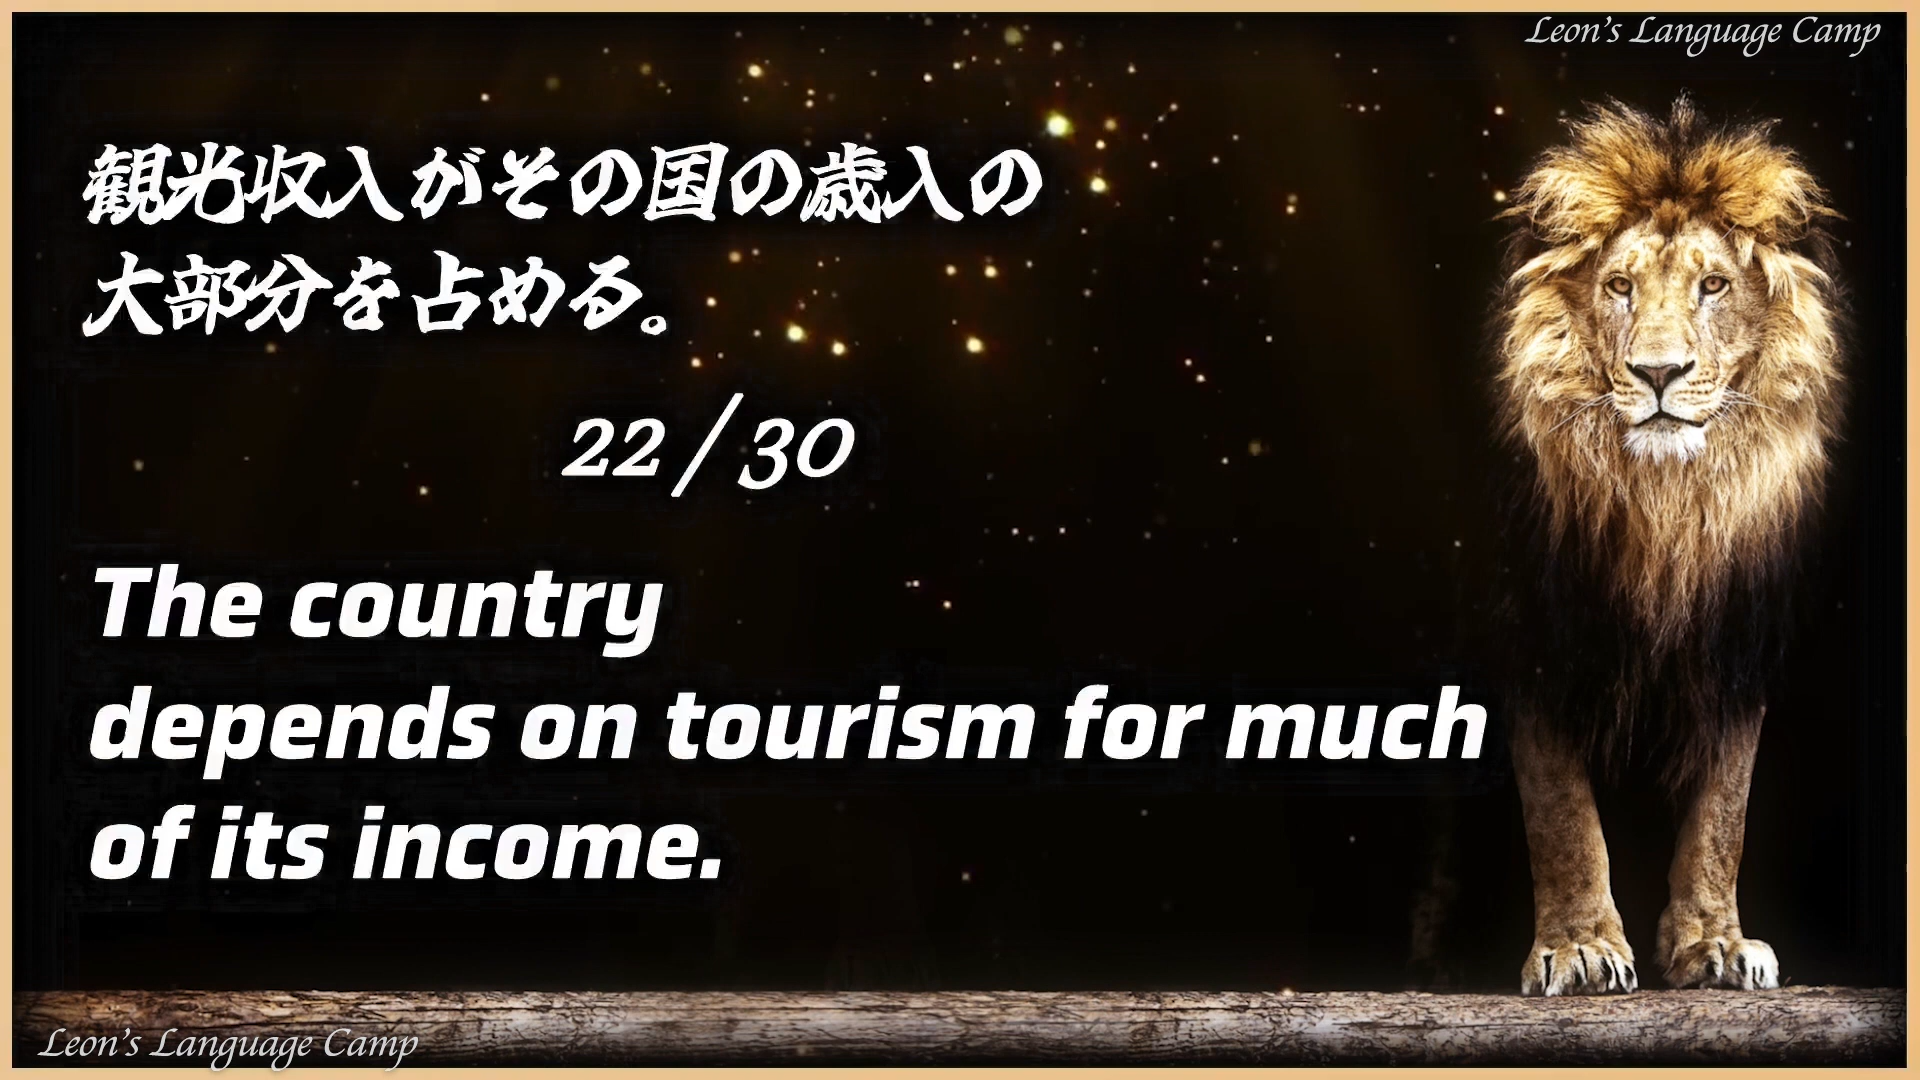 Leon's Language Camp
観光収入がその国の歳入の
大部分を占める。
22/30
The country
depends on tourism for much
of its income.
Leon's Language Camp